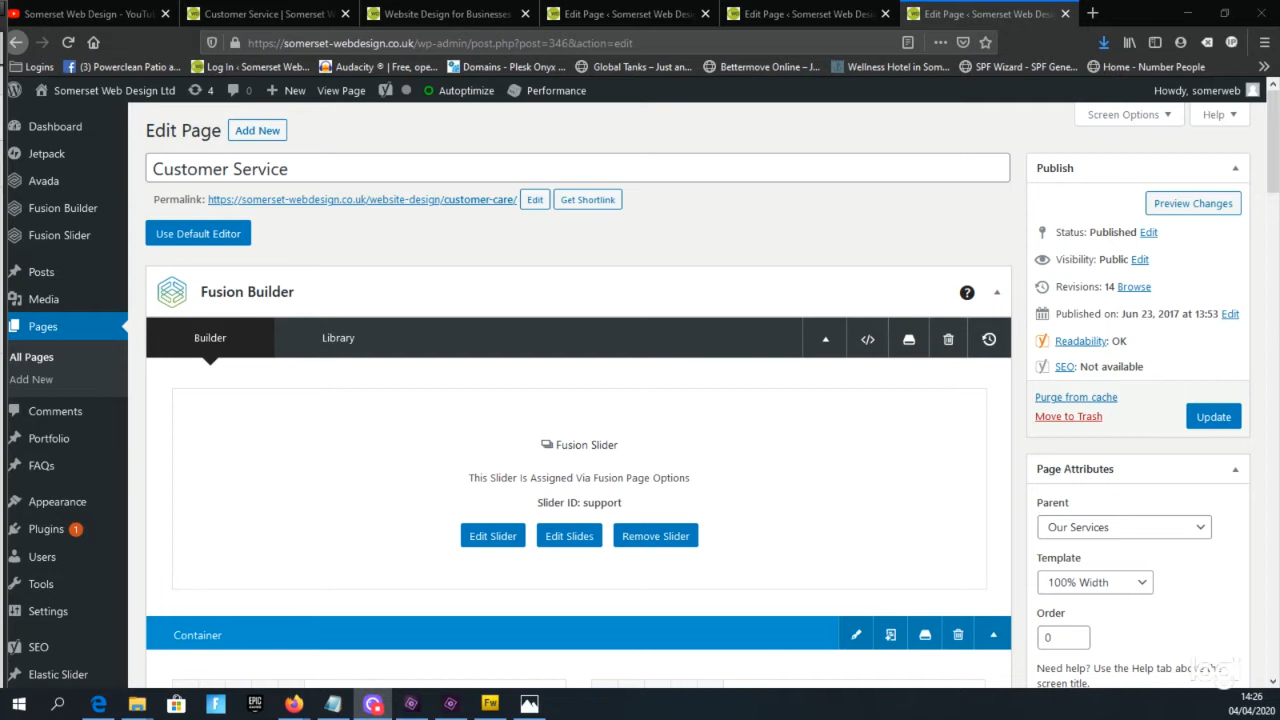 Somerset Web Design - YouTu
Customer Service | Somerset W
Website Design for Businesses
Edit Page ‹ Somerset Web Desi
Edit Page ‹ Somerset Web Desi
Edit Page ‹ Somerset Web Desi
https://somerset-webdesign.co.uk/wp-admin/post.php?post=346&action=edit
Logins
(3) Powerclean Patio a...
Log In ‹ Somerset Web...
Audacity ® | Free, ope...
Domains - Plesk Onyx ...
Global Tanks – Just an...
Bettermove Online - J...
Wellness Hotel in Som...
SPF Wizard - SPF Gene...
Home - Number People
Somerset Web Design Ltd
4
0
New
View Page
Autoptimize
Performance
Howdy, somerweb
Dashboard
Jetpack
Avada
Fusion Builder
Fusion Slider
Posts
Media
Pages
All Pages
Add New
Comments
Portfolio
FAQs
Appearance
Plugins 1
Users
Tools
Settings
SEO
Elastic Slider
Screen Options
Help
Edit Page
Add New
Customer Service
Permalink: https://somerset-webdesign.co.uk/website-design/customer-care/
Edit
Get Shortlink
Use Default Editor
Fusion Builder
Builder
Library
Fusion Slider
This Slider Is Assigned Via Fusion Page Options
Slider ID: support
Edit Slider
Edit Slides
Remove Slider
Container
Publish
Preview Changes
Status: Published Edit
Visibility: Public Edit
Revisions: 14 Browse
Published on: Jun 23, 2017 at 13:53 Edit
Readability: OK
SEO: Not available
Purge from cache
Move to Trash
Update
Page Attributes
Parent
Our Services
Template
100% Width
Order
0
Need help? Use the Help tab above
screen title.
EPIC
Fw
14:26
04/04/2020